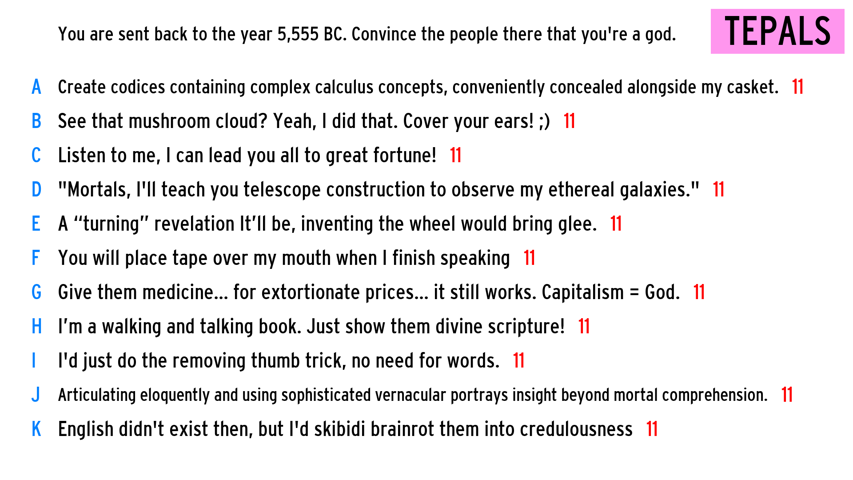 You are sent back to the year 5,555 BC. Convince the people there that you're a god.
TEPALS
A Create codices containing complex calculus concepts, conveniently concealed alongside my casket. 11
B See that mushroom cloud? Yeah, I did that. Cover your ears! ;) 11
C Listen to me, I can lead you all to great fortune! 11
D "Mortals, I'll teach you telescope construction to observe my ethereal galaxies." 11
E A “turning” revelation It’ll be, inventing the wheel would bring glee. 11
F You will place tape over my mouth when I finish speaking 11
G Give them medicine... for extortionate prices... it still works. Capitalism = God. 11
H I’m a walking and talking book. Just show them divine scripture! 11
I I'd just do the removing thumb trick, no need for words. 11
J Articulating eloquently and using sophisticated vernacular portrays insight beyond mortal comprehension. 11
K English didn't exist then, but I'd skibidi brainrot them into credulousness 11